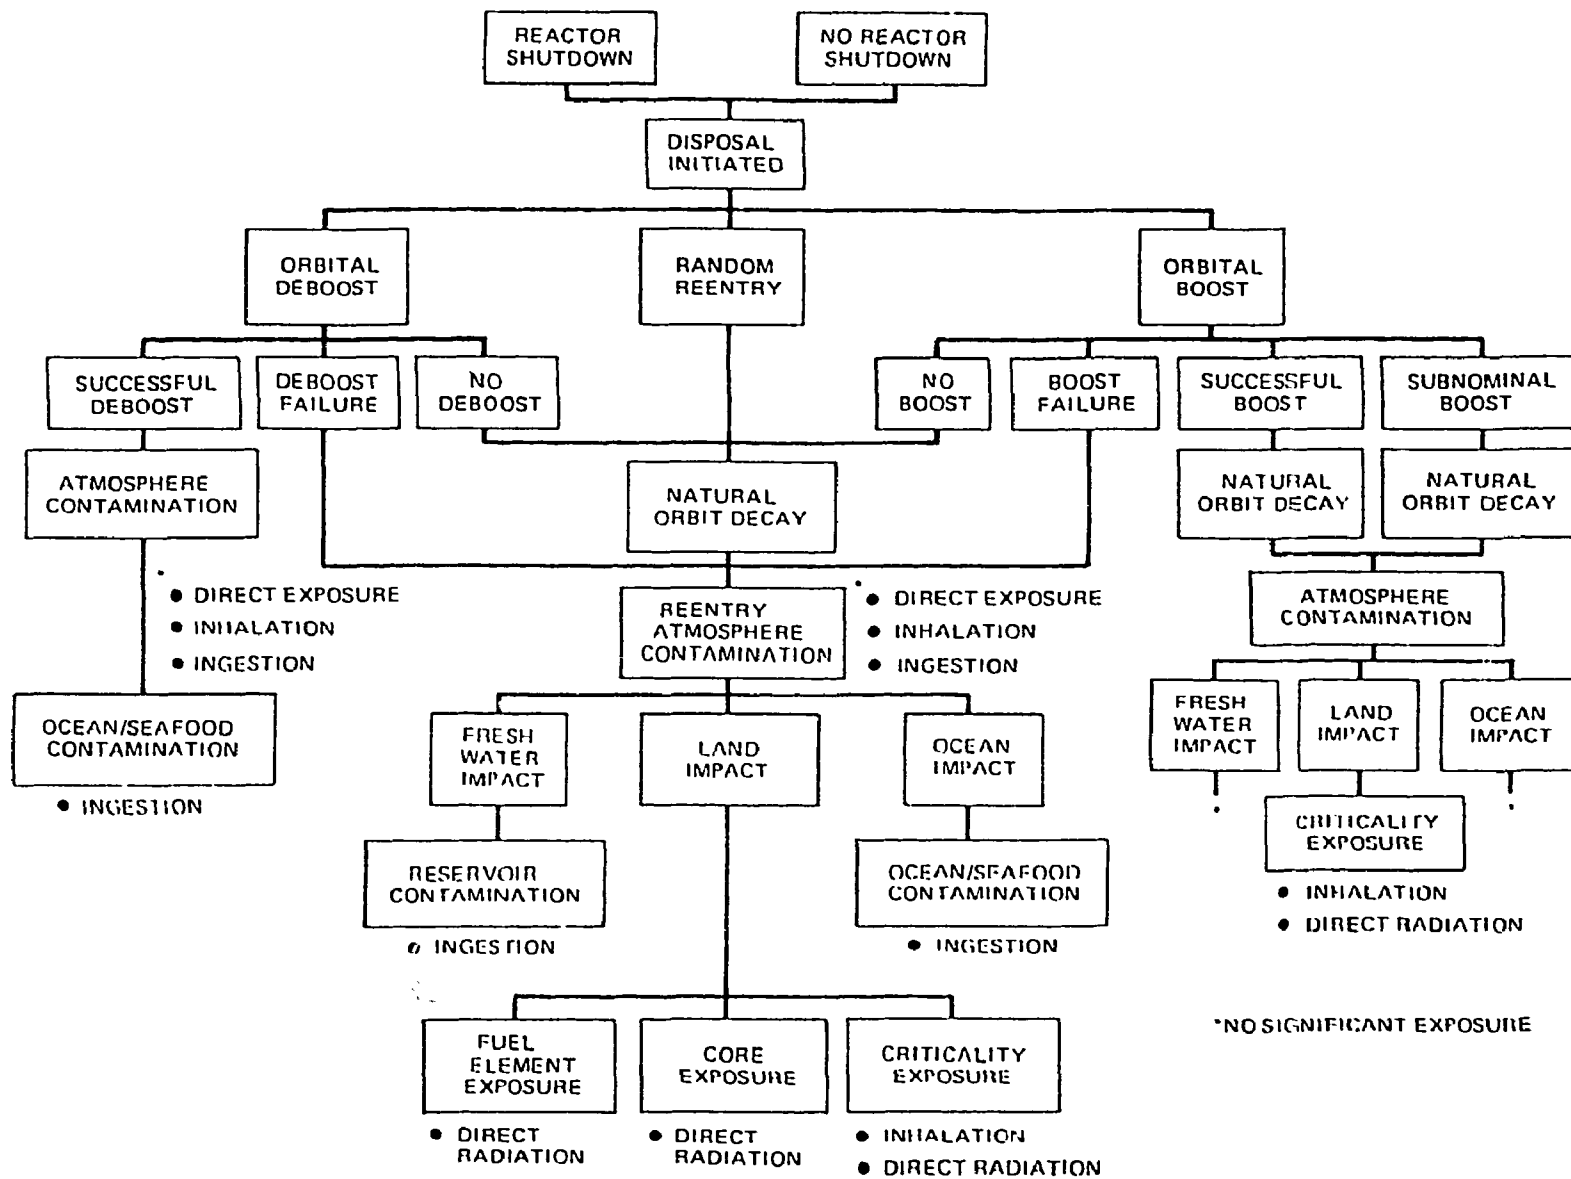 REACTOR
SHUTDOWN
NO REACTOR
SHUTDOWN
DISPOSAL
INITIATED
ORBITAL
DEBOOST
RANDOM
REENTRY
ORBITAL
BOOST
SUCCESSFUL
DEBOOST
DEBOOST
FAILURE
NO
DEBOOST
NO
BOOST
BOOST
FAILURE
SUCCESSFUL
BOOST
SUBNOMINAL
BOOST
ATMOSPHERE
CONTAMINATION
NATURAL
ORBIT DECAY
NATURAL
ORBIT DECAY
NATURAL
ORBIT DECAY
*
● DIRECT EXPOSURE
● INHALATION
● INGESTION
REENTRY
ATMOSPHERE
CONTAMINATION
*
● DIRECT EXPOSURE
● INHALATION
● INGESTION
ATMOSPHERE
CONTAMINATION
OCEAN/SEAFOOD
CONTAMINATION
● INGESTION
FRESH
WATER
IMPACT
LAND
IMPACT
OCEAN
IMPACT
FRESH
WATER
IMPACT
LAND
IMPACT
OCEAN
IMPACT
*
*
RESERVOIR
CONTAMINATION
● INGESTION
OCEAN/SEAFOOD
CONTAMINATION
● INGESTION
CRITICALITY
EXPOSURE
● INHALATION
● DIRECT RADIATION
FUEL
ELEMENT
EXPOSURE
● DIRECT
RADIATION
CORE
EXPOSURE
● DIRECT
RADIATION
CRITICALITY
EXPOSURE
● INHALATION
● DIRECT RADIATION
*NO SIGNIFICANT EXPOSURE